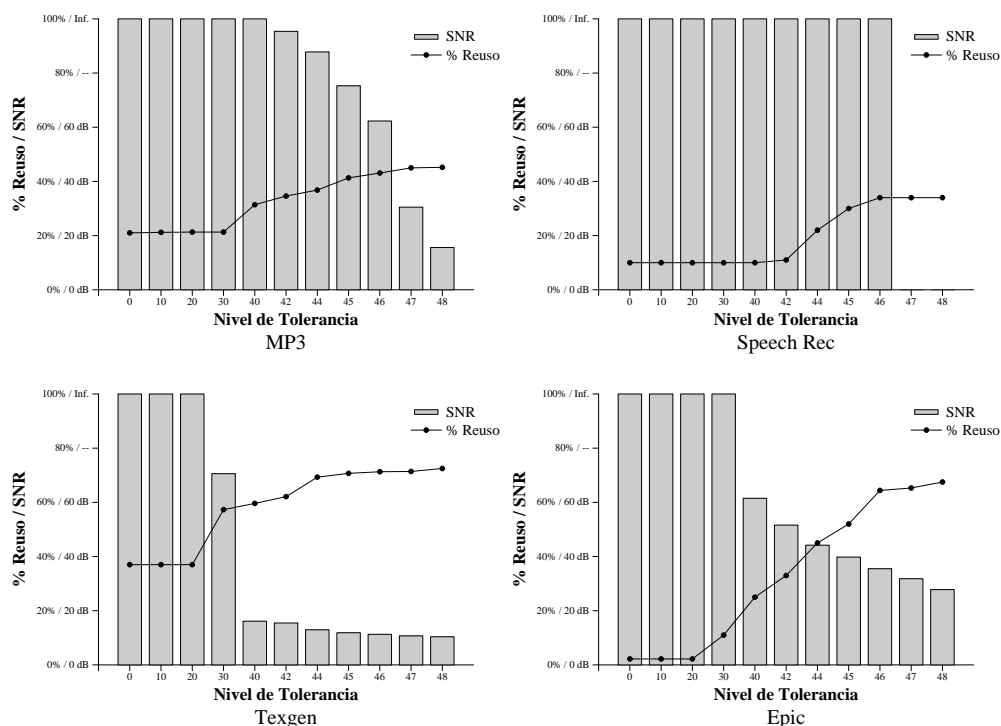 100% / Inf.
80% / --
60% / 60 dB
40% / 40 dB
20% / 20 dB
0% / 0 dB
% Reuso / SNR
SNR
% Reuso
0 10 20 30 40 42 44 45 46 47 48
Nivel de Tolerancia
MP3
100% / Inf.
80% / --
60% / 60 dB
40% / 40 dB
20% / 20 dB
0% / 0 dB
% Reuso / SNR
SNR
% Reuso
0 10 20 30 40 42 44 45 46 47 48
Nivel de Tolerancia
Speech Rec
100% / Inf.
80% / --
60% / 60 dB
40% / 40 dB
20% / 20 dB
0% / 0 dB
% Reuso / SNR
SNR
% Reuso
0 10 20 30 40 42 44 45 46 47 48
Nivel de Tolerancia
Texgen
100% / Inf.
80% / --
60% / 60 dB
40% / 40 dB
20% / 20 dB
0% / 0 dB
% Reuso / SNR
SNR
% Reuso
0 10 20 30 40 42 44 45 46 47 48
Nivel de Tolerancia
Epic